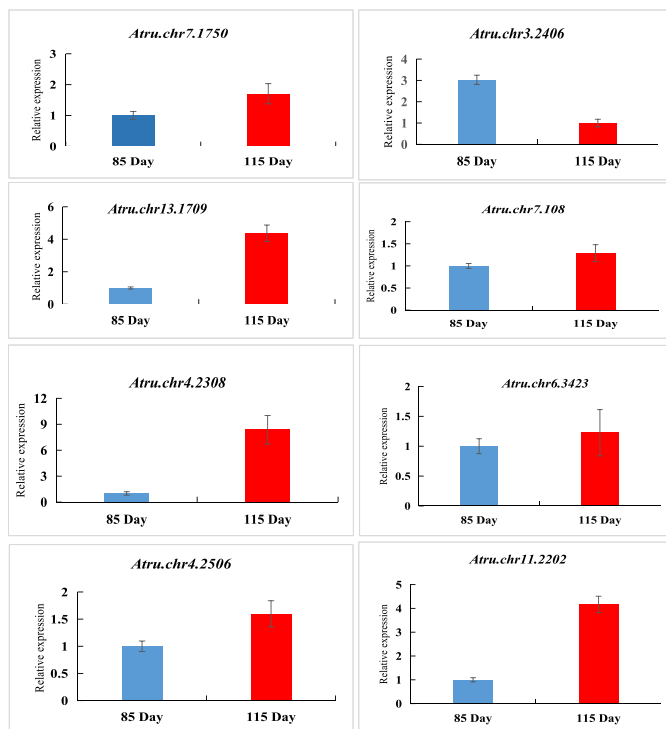 Atru.chr7.1750
Relative expression
3
2
1
0
85 Day
115 Day
Atru.chr3.2406
Relative expression
4
3
2
1
0
85 Day
115 Day
Atru.chr13.1709
Relative expression
6
4
2
0
85 Day
115 Day
Atru.chr7.108
Relative expression
2
1.5
1
0.5
0
85 Day
115 Day
Atru.chr4.2308
Relative expression
12
9
6
3
0
85 Day
115 Day
Atru.chr6.3423
Relative expression
2
1.5
1
0.5
0
85 Day
115 Day
Atru.chr4.2506
Relative expression
2
1.5
1
0.5
0
85 Day
115 Day
Atru.chr11.2202
Relative expression
5
4
3
2
1
0
85 Day
115 Day